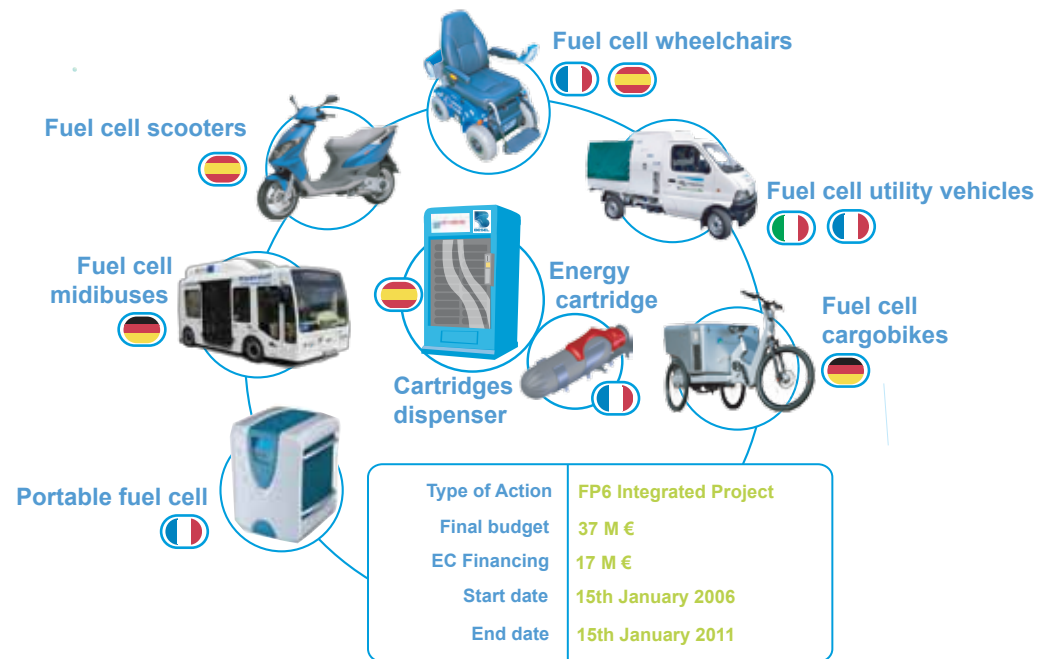 Fuel cell wheelchairs
Fuel cell scooters
Fuel cell utility vehicles
Fuel cell
midibuses
Energy
cartridge
Fuel cell
cargobikes
Cartridges
dispenser
Portable fuel cell
Type of Action FP6 Integrated Project
Final budget 37 M €
EC Financing 17 M €
Start date 15th January 2006
End date 15th January 2011